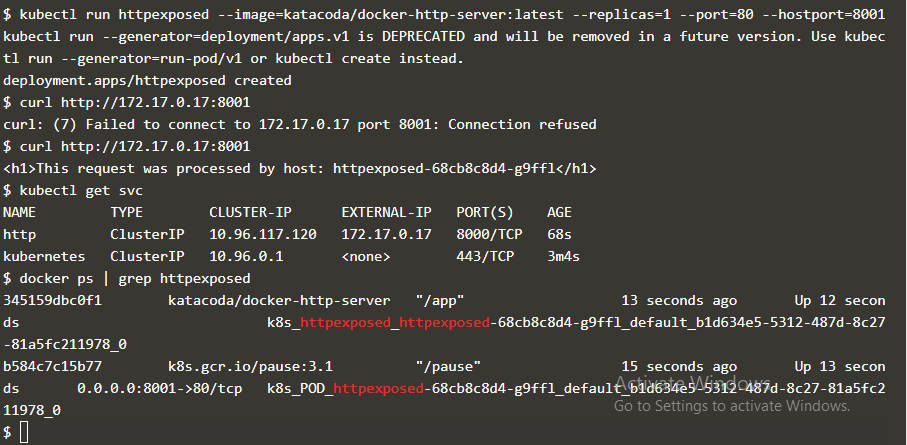 $ kubectl run httpexposed --image=katacoda/docker-http-server:latest --replicas=1 --port=80 --hostport=8001
kubectl run --generator=deployment/apps.v1 is DEPRECATED and will be removed in a future version. Use kubec
tl run --generator=run-pod/v1 or kubectl create instead.
deployment.apps/httpexposed created
$ curl http://172.17.0.17:8001
curl: (7) Failed to connect to 172.17.0.17 port 8001: Connection refused
$ curl http://172.17.0.17:8001
<h1>This request was processed by host: httpexposed-68cb8c8d4-g9ffl</h1>
$ kubectl get svc
NAME         TYPE        CLUSTER-IP      EXTERNAL-IP   PORT(S)    AGE
http         ClusterIP   10.96.117.120   172.17.0.17   8000/TCP   68s
kubernetes   ClusterIP   10.96.0.1       <none>        443/TCP    3m4s
$ docker ps | grep httpexposed
345159dbc0f1        katacoda/docker-http-server   "/app"                   13 seconds ago       Up 12 secon
ds                              k8s_httpexposed_httpexposed-68cb8c8d4-g9ffl_default_b1d634e5-5312-487d-8c27
-81a5fc211978_0
b584c7c15b77        k8s.gcr.io/pause:3.1          "/pause"                 15 seconds ago       Up 13 secon
ds       0.0.0.0:8001->80/tcp   k8s_POD_httpexposed-68cb8c8d4-g9ffl_default_b1d634e5-5312-487d-8c27-81a5fc2
11978_0
Activate Windows
Go to Settings to activate Windows.
$